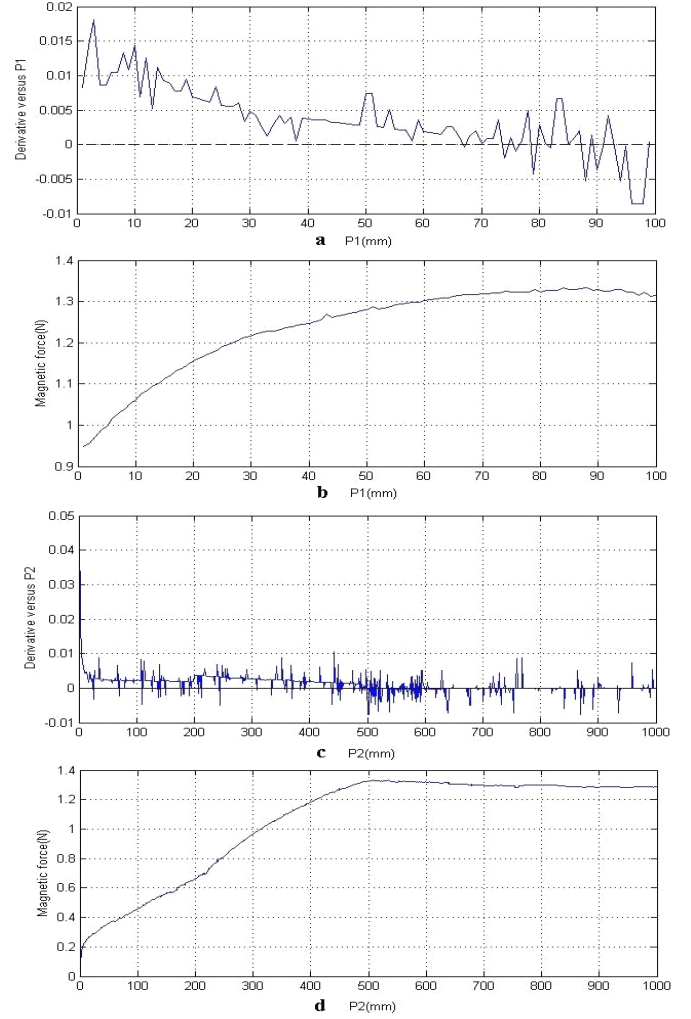 0.02
0.015
0.01
0.005
0
-0.005
-0.01
Derivative versus P1
0 10 20 30 40 50 60 70 80 90 100
a P1(mm)
1.4
1.3
1.2
1.1
1
0.9
Magnetic force(N)
0 10 20 30 40 50 60 70 80 90 100
b P1(mm)
0.05
0.04
0.03
0.02
0.01
0
-0.01
Derivative versus P2
0 100 200 300 400 500 600 700 800 900 1000
c P2(mm)
1.4
1.2
1
0.8
0.6
0.4
0.2
0
Magnetic force(N)
0 100 200 300 400 500 600 700 800 900 1000
d P2(mm)